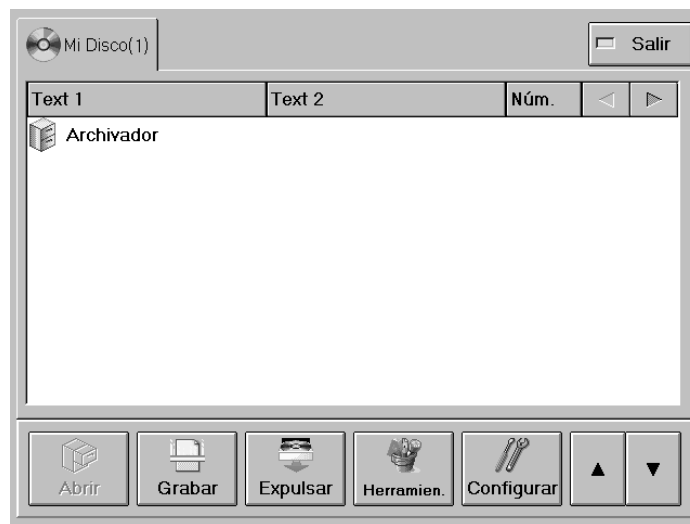 Mi Disco(1)
Salir
Text 1 Text 2 Núm.
Archivador
Abrir Grabar Expulsar Herramien. Configurar